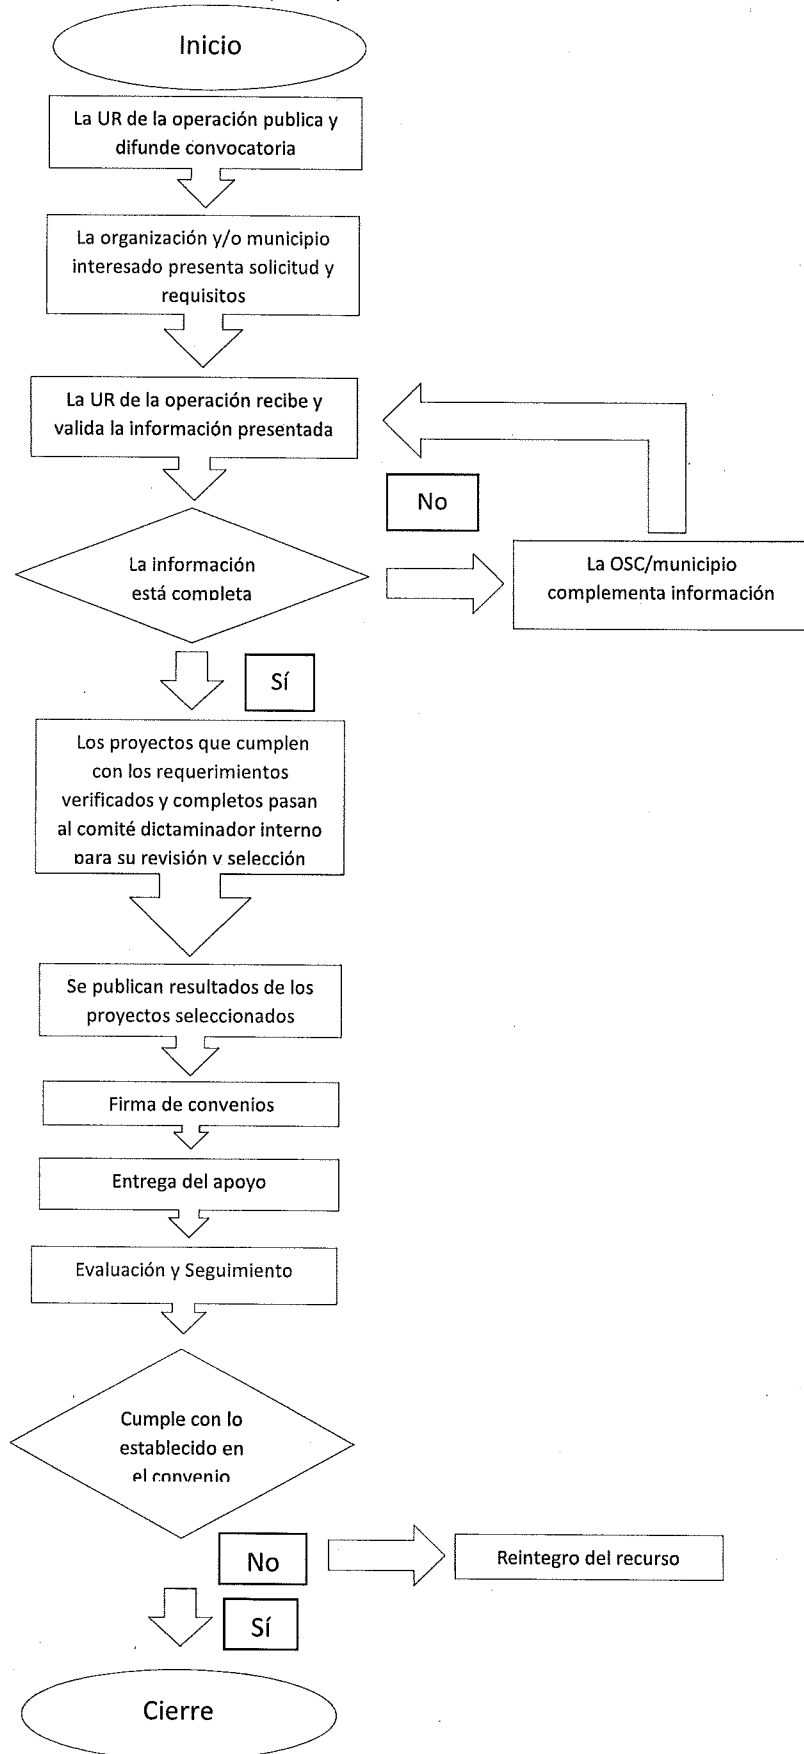 Inicio
La UR de la operación publica y
difunde convocatoria
La organización y/o municipio
interesado presenta solicitud y
requisitos
La UR de la operación recibe y
valida la información presentada
No
La información
está completa
La OSC/municipio
complementa información
Sí
Los proyectos que cumplen
con los requerimientos
verificados y completos pasan
al comité dictaminador interno
para su revisión y selección
Se publican resultados de los
proyectos seleccionados
Firma de convenios
Entrega del apoyo
Evaluación y Seguimiento
Cumple con lo
establecido en
el convenio
No
Reintegro del recurso
Sí
Cierre